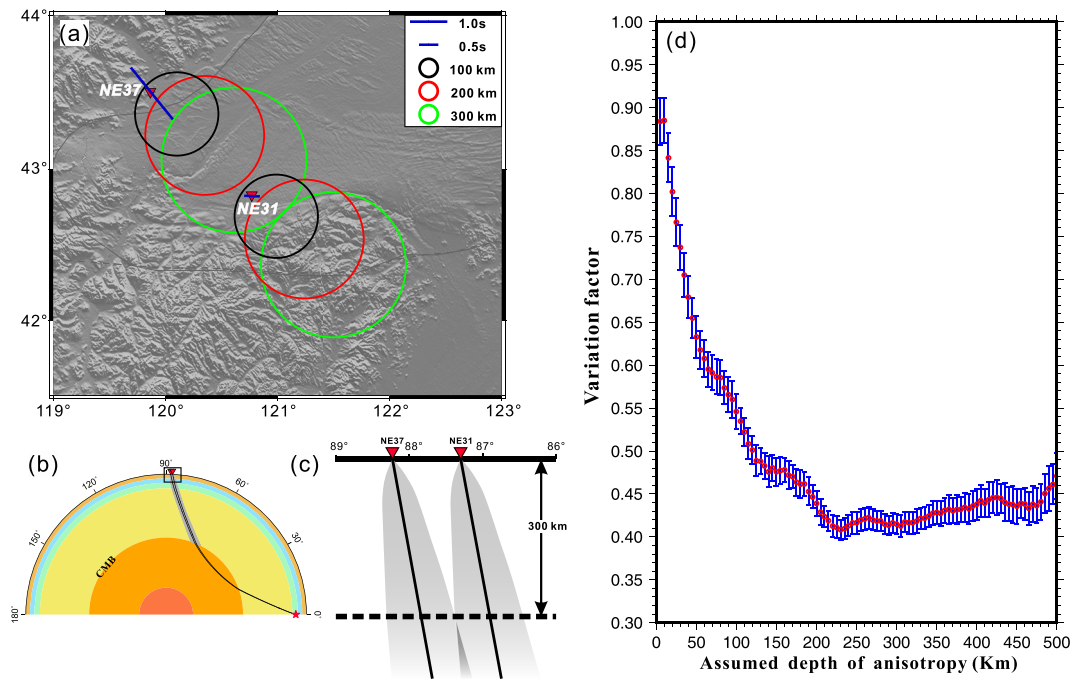 (a)
1.0s
0.5s
100 km
200 km
300 km
NE37
NE31
44°
43°
42°
119° 120° 121° 122° 123°
(b)
90°
120° 60°
150° 30°
180° 0°
CMB
(c)
NE37 NE31
89° 88° 87° 86°
300 km
(d)
Variation factor
1.00
0.95
0.90
0.85
0.80
0.75
0.70
0.65
0.60
0.55
0.50
0.45
0.40
0.35
0.30
0 50 100 150 200 250 300 350 400 450 500
Assumed depth of anisotropy (Km)